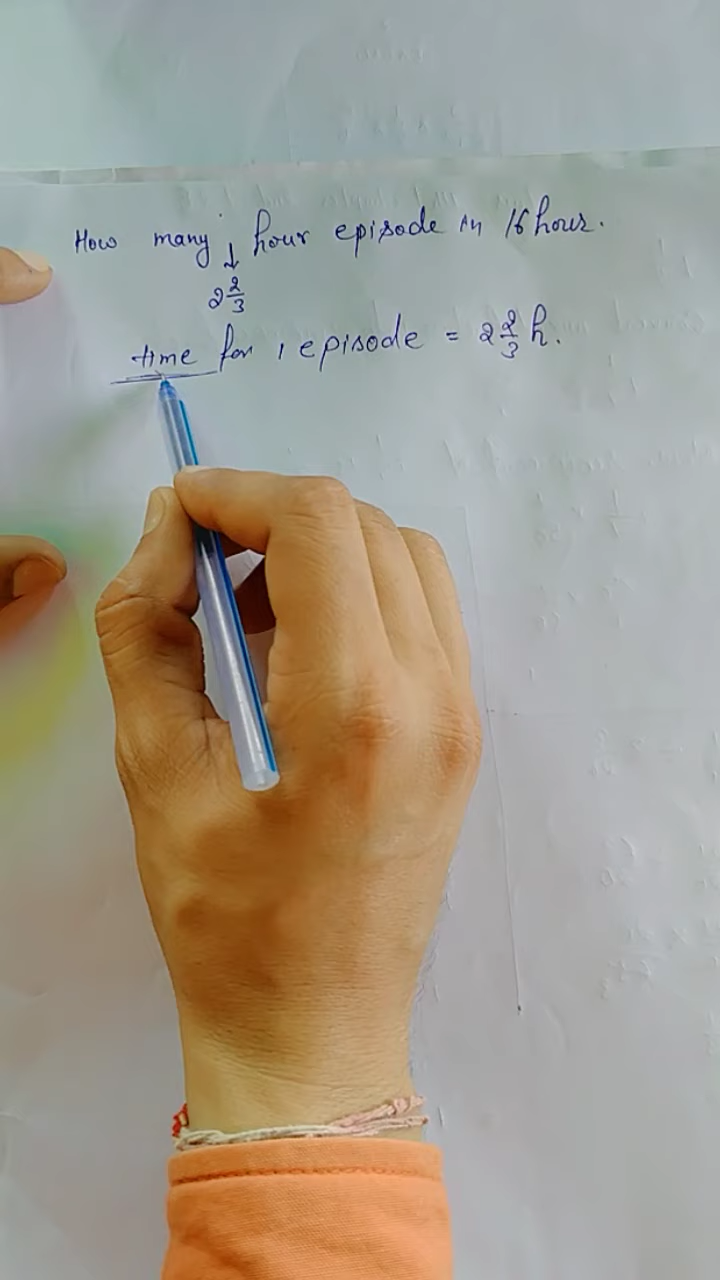 How many ↓ hour episode in 16 hour.
2 2/3
time for 1 episode = 2 2/3 h.